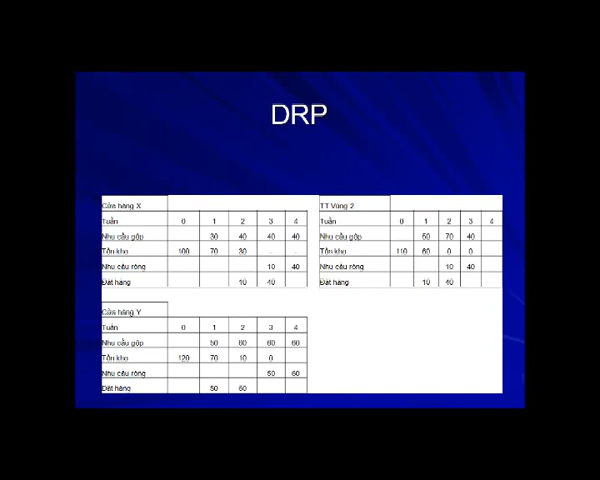 DRP
Cửa hàng X
Tuần 0 1 2 3 4
Nhu cầu gộp 30 40 40 40
Tồn kho 100 70 30 - -
Nhu cầu ròng 10 40
Đặt hàng 10 40
TT Vùng 2
Tuần 0 1 2 3 4
Nhu cầu gộp 50 70 40
Tồn kho 110 60 0 0
Nhu cầu ròng 10 40
Đặt hàng 10 40
Cửa hàng Y
Tuần 0 1 2 3 4
Nhu cầu gộp 50 60 60 60
Tồn kho 120 70 10 0
Nhu cầu ròng 50 60
Đặt hàng 50 60